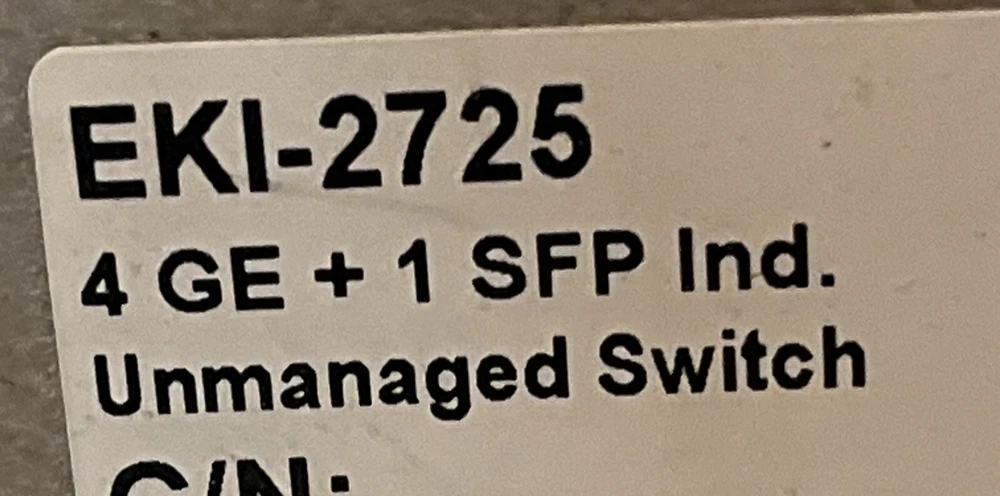 EKI-2725
4 GE + 1 SFP Ind.
Unmanaged Switch